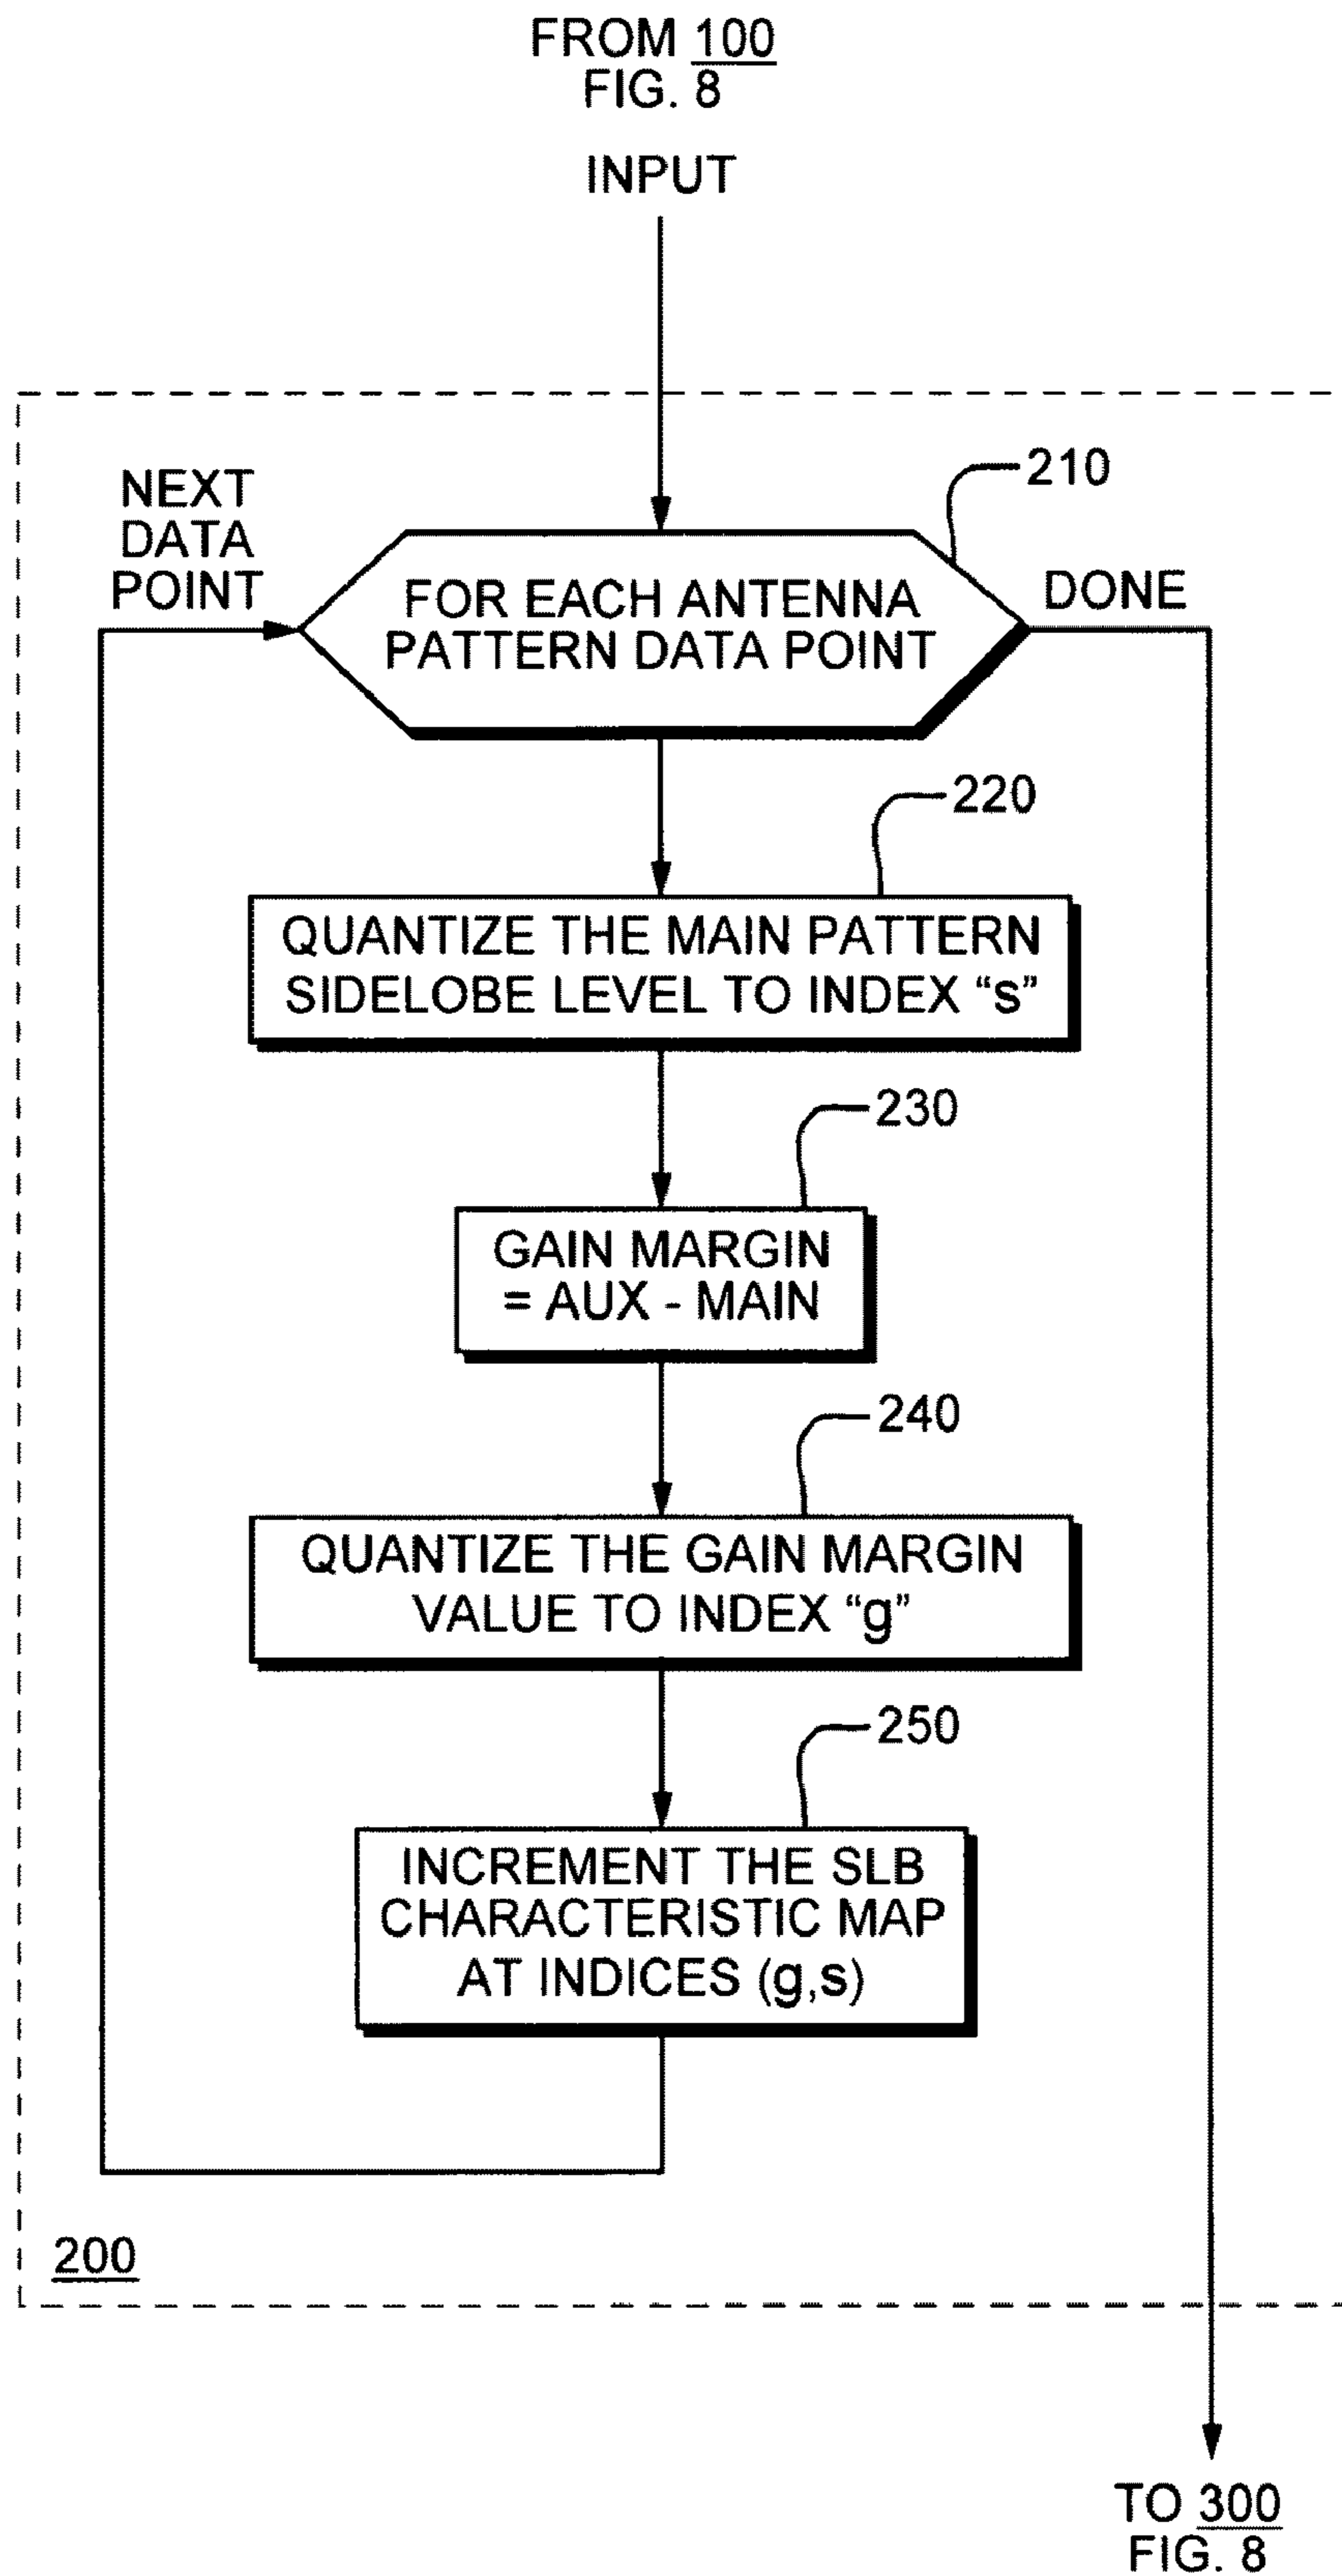 FROM 100
FIG. 8
INPUT
NEXT
DATA
POINT
210
FOR EACH ANTENNA
PATTERN DATA POINT
DONE
220
QUANTIZE THE MAIN PATTERN
SIDELOBE LEVEL TO INDEX “s”
230
GAIN MARGIN
= AUX - MAIN
240
QUANTIZE THE GAIN MARGIN
VALUE TO INDEX “g”
250
INCREMENT THE SLB
CHARACTERISTIC MAP
AT INDICES (g,s)
200
TO 300
FIG. 8